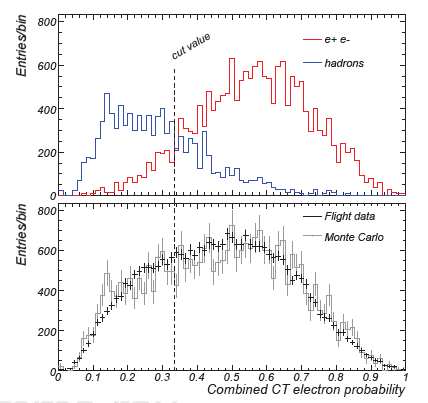 Entries/bin
800
600
400
200
0
cut value
e+ e-
hadrons
Entries/bin
800
600
400
200
0
Flight data
Monte Carlo
0 0.1 0.2 0.3 0.4 0.5 0.6 0.7 0.8 0.9 1
Combined CT electron probability